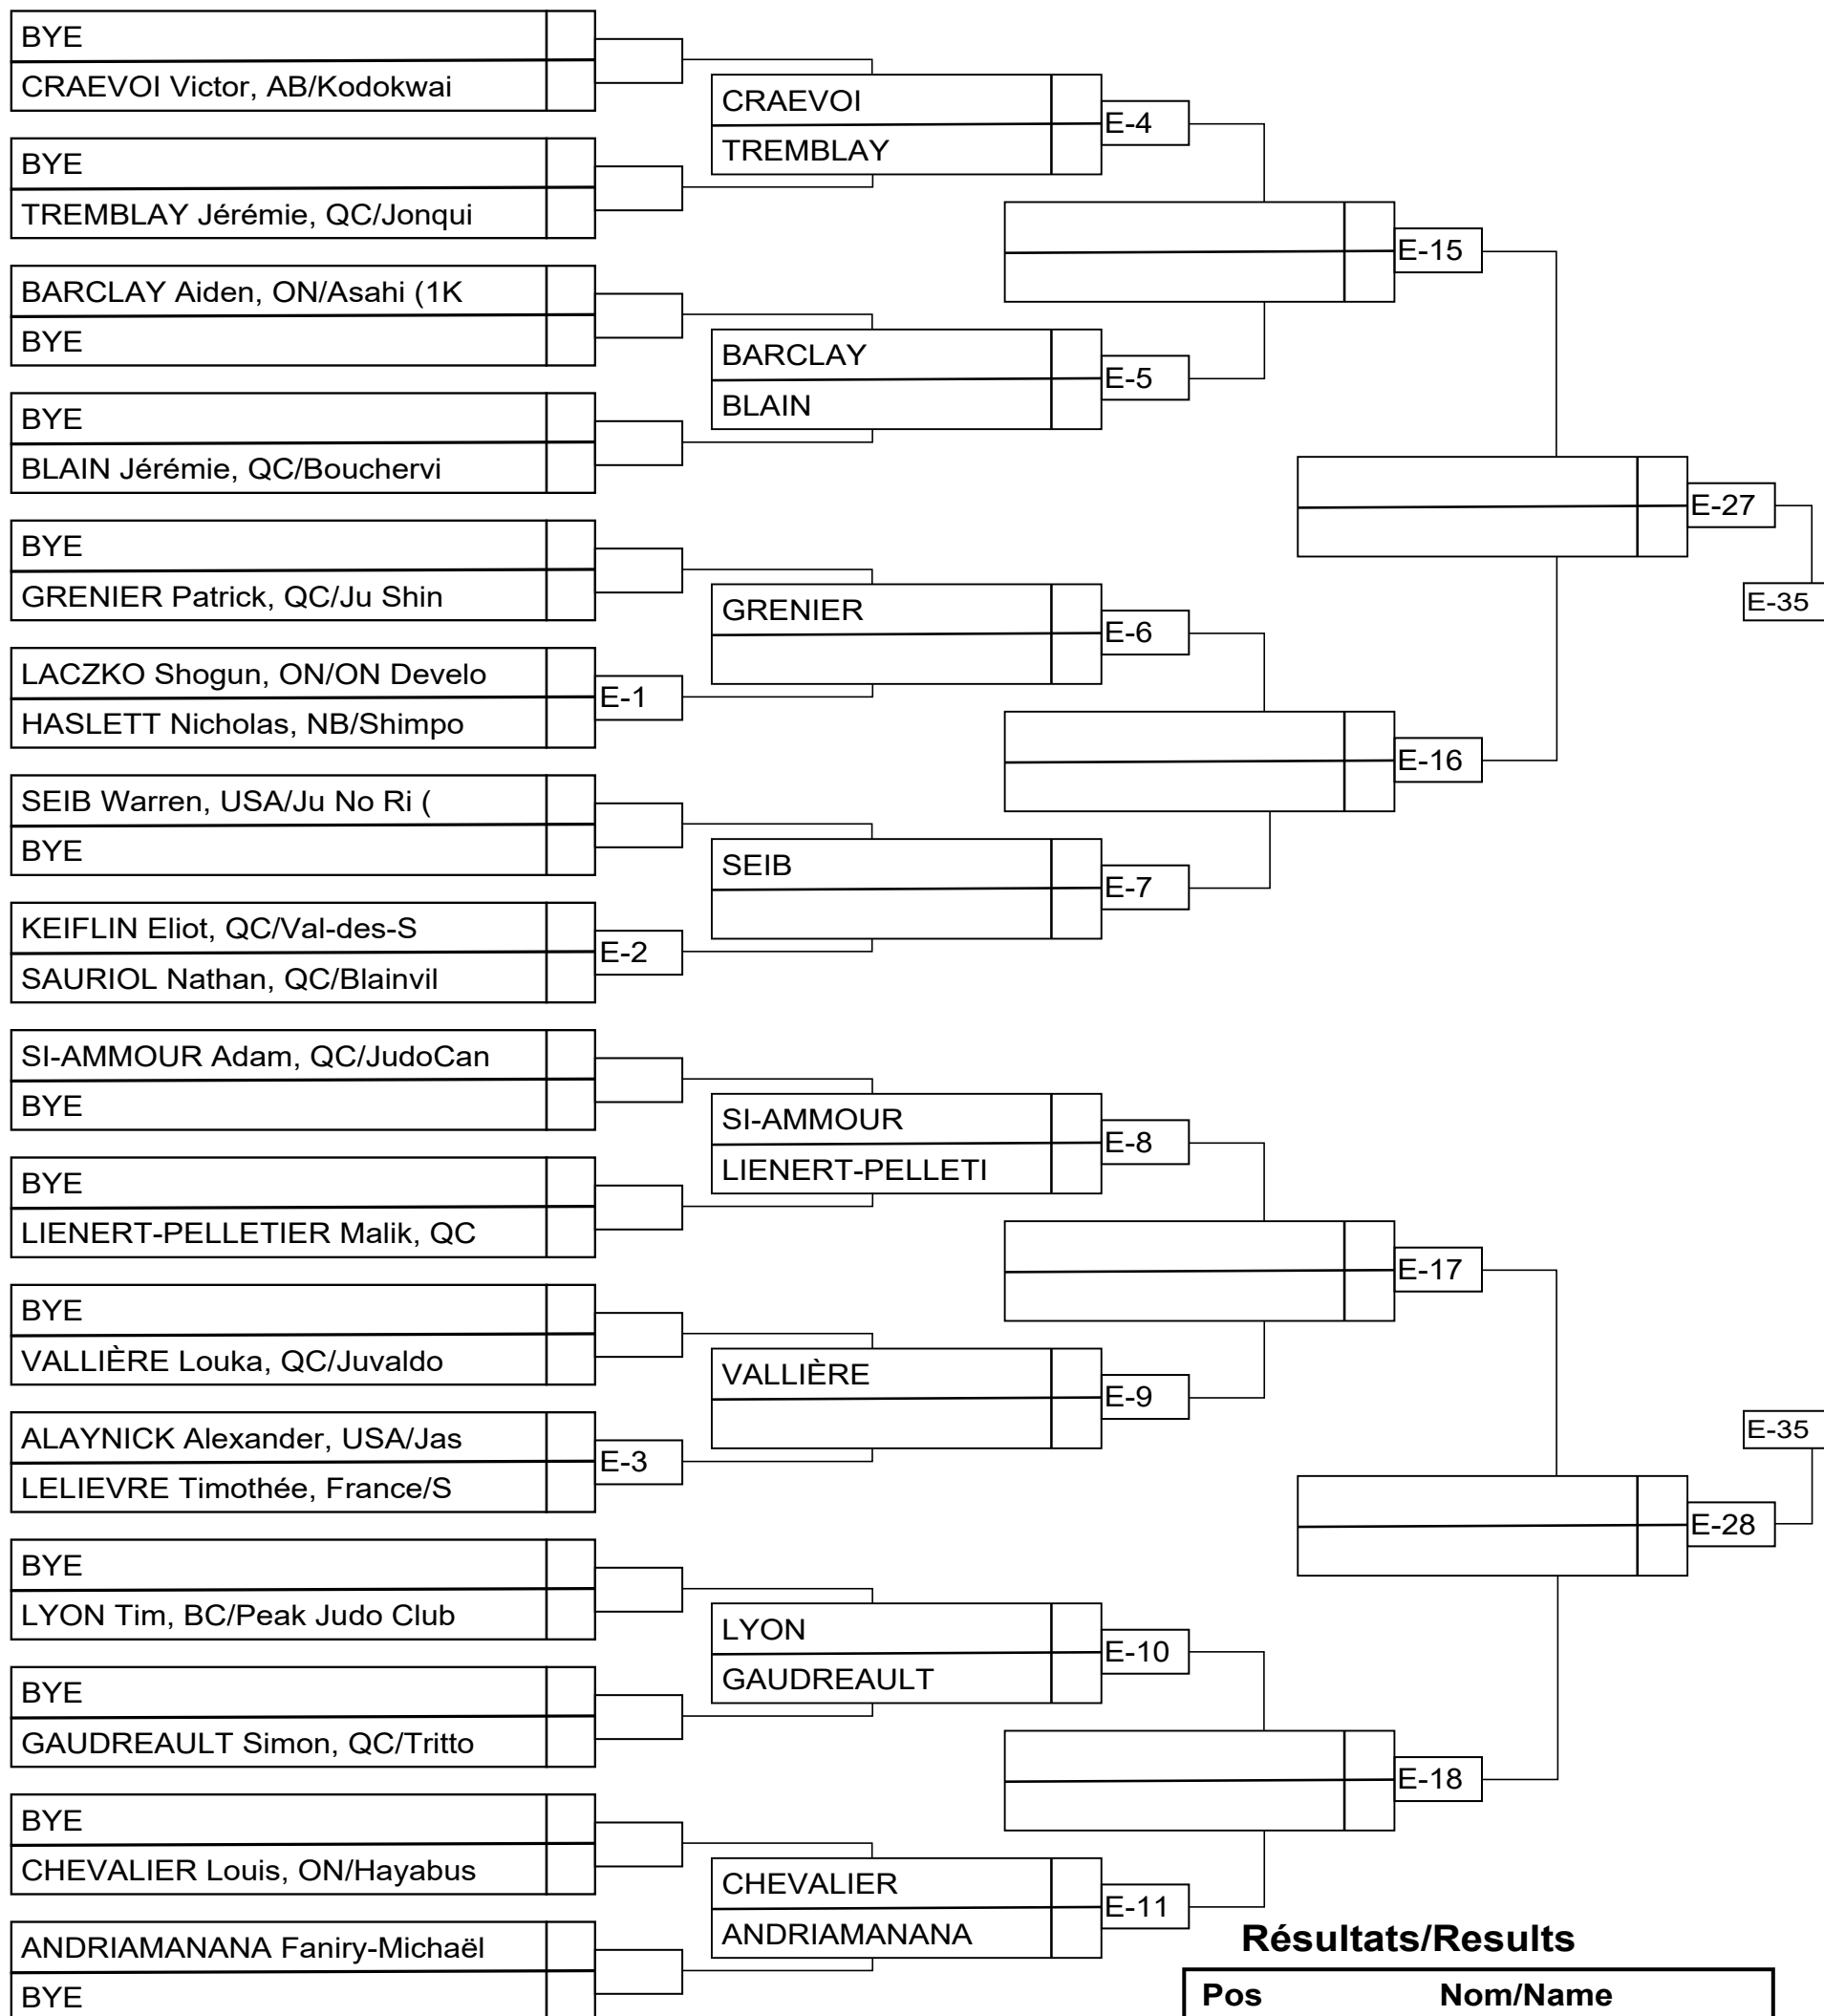 BYE
CRAEVOI Victor, AB/Kodokwai
BYE
TREMBLAY Jérémie, QC/Jonqui
BARCLAY Aiden, ON/Asahi (1K
BYE
BYE
BLAIN Jérémie, QC/Bouchervi
BYE
GRENIER Patrick, QC/Ju Shin
LACZKO Shogun, ON/ON Develo
HASLETT Nicholas, NB/Shimpo
E-1
SEIB Warren, USA/Ju No Ri (
BYE
KEIFLIN Eliot, QC/Val-des-S
SAURIOL Nathan, QC/Blainvil
E-2
SI-AMMOUR Adam, QC/JudoCan
BYE
BYE
LIENERT-PELLETIER Malik, QC
BYE
VALLIÈRE Louka, QC/Juvaldo
ALAYNICK Alexander, USA/Jas
LELIEVRE Timothée, France/S
E-3
BYE
LYON Tim, BC/Peak Judo Club
BYE
GAUDREAULT Simon, QC/Tritto
BYE
CHEVALIER Louis, ON/Hayabus
ANDRIAMANANA Faniry-Michaël
BYE
CRAEVOI
TREMBLAY
E-4
BARCLAY
BLAIN
E-5
GRENIER
E-6
SEIB
E-7
SI-AMMOUR
LIENERT-PELLETI
E-8
VALLIÈRE
E-9
LYON
GAUDREAULT
E-10
CHEVALIER
ANDRIAMANANA
E-11
E-15
E-16
E-17
E-18
E-27
E-35
E-35
E-28
Résultats/Results
Pos Nom/Name